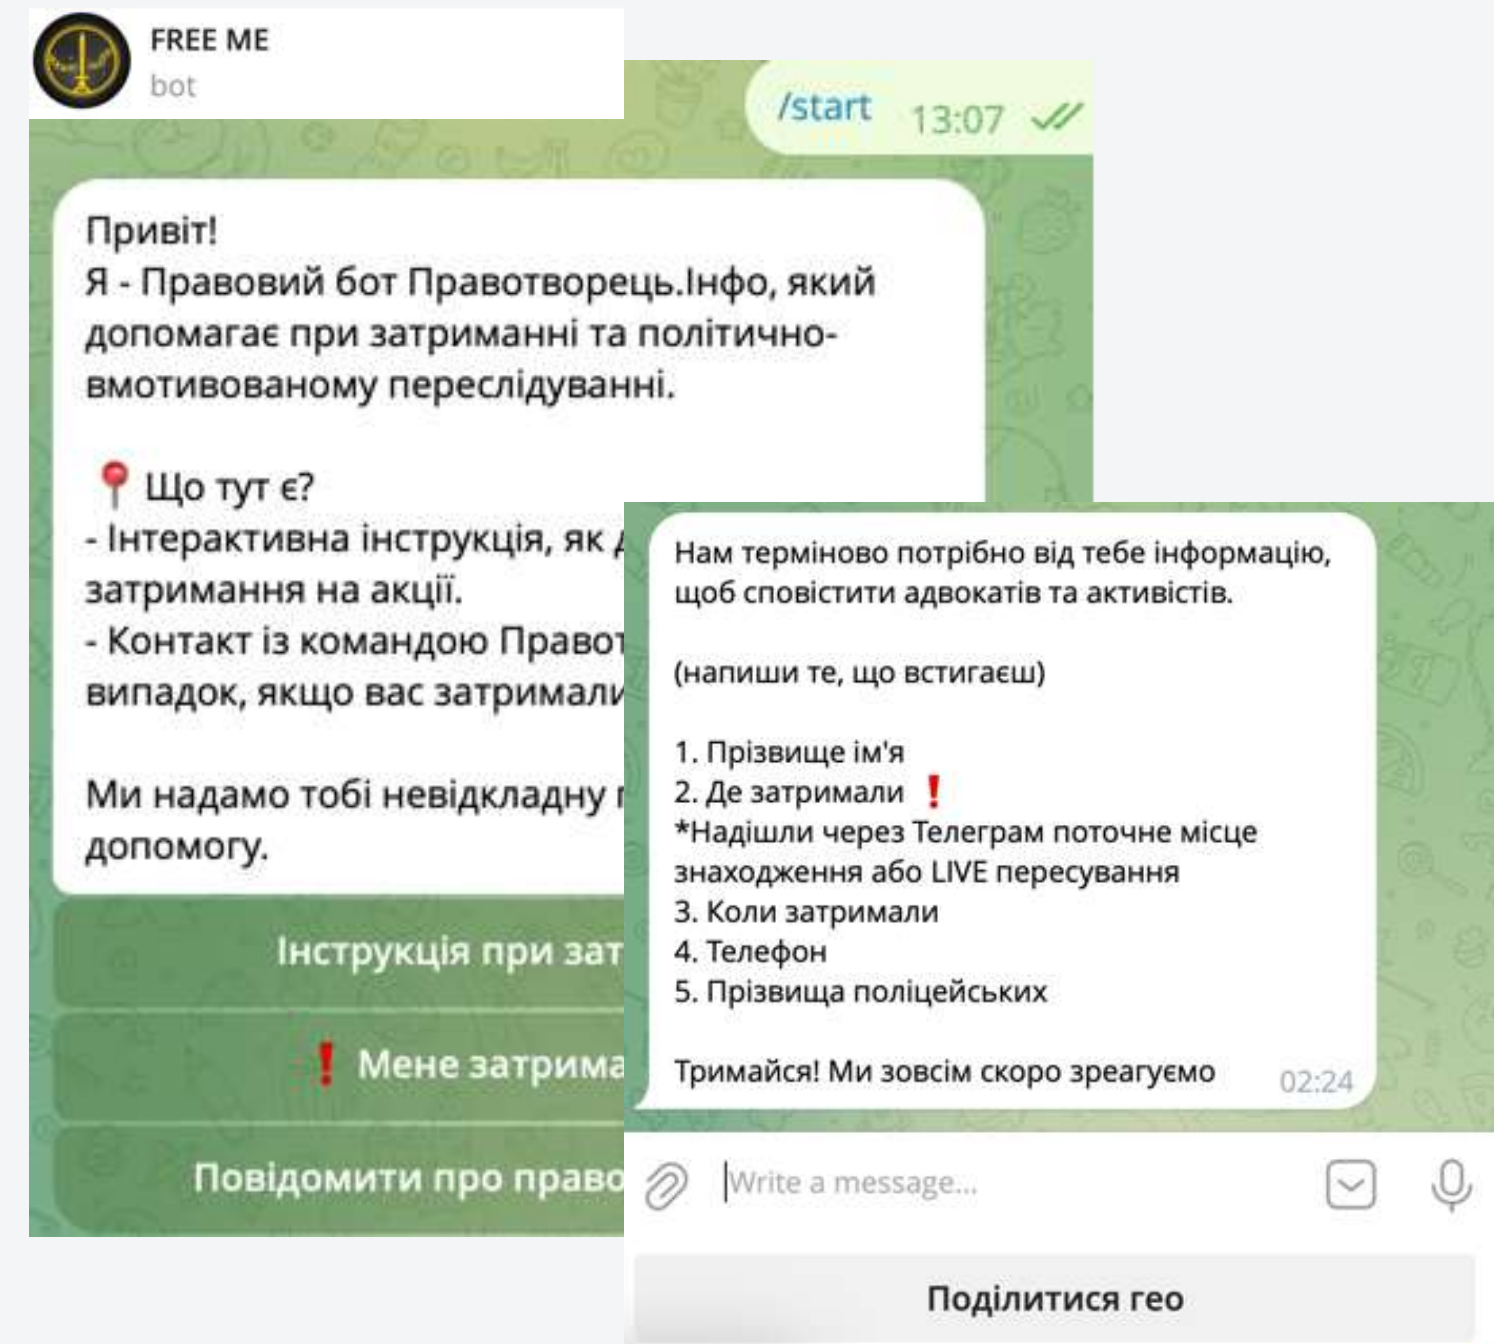 FREE ME
bot
/start 13:07
Привіт!
Я - Правовий бот Правотворець.Інфо, який
допомагає при затриманні та політично-
вмотивованому переслідуванні.
Що тут є?
- Інтерактивна інструкція, як
затримання на акції.
- Контакт із командою
випадок, якщо вас затримали
Ми надамо тобі невідкладну
допомогу.
Інструкція при
Мене
Повідомити про
Нам терміново потрібно від тебе інформацію,
щоб сповістити адвокатів та активістів.
(напиши те, що встигаєш)
1. Прізвище ім'я
2. Де затримали ❗
*Надішли через Телеграм поточне місце
знаходження або LIVE пересування
3. Коли затримали
4. Телефон
5. Прізвища поліцейських
Тримайся! Ми зовсім скоро зреагуємо 02:24
Write a message...
Поділитися гео